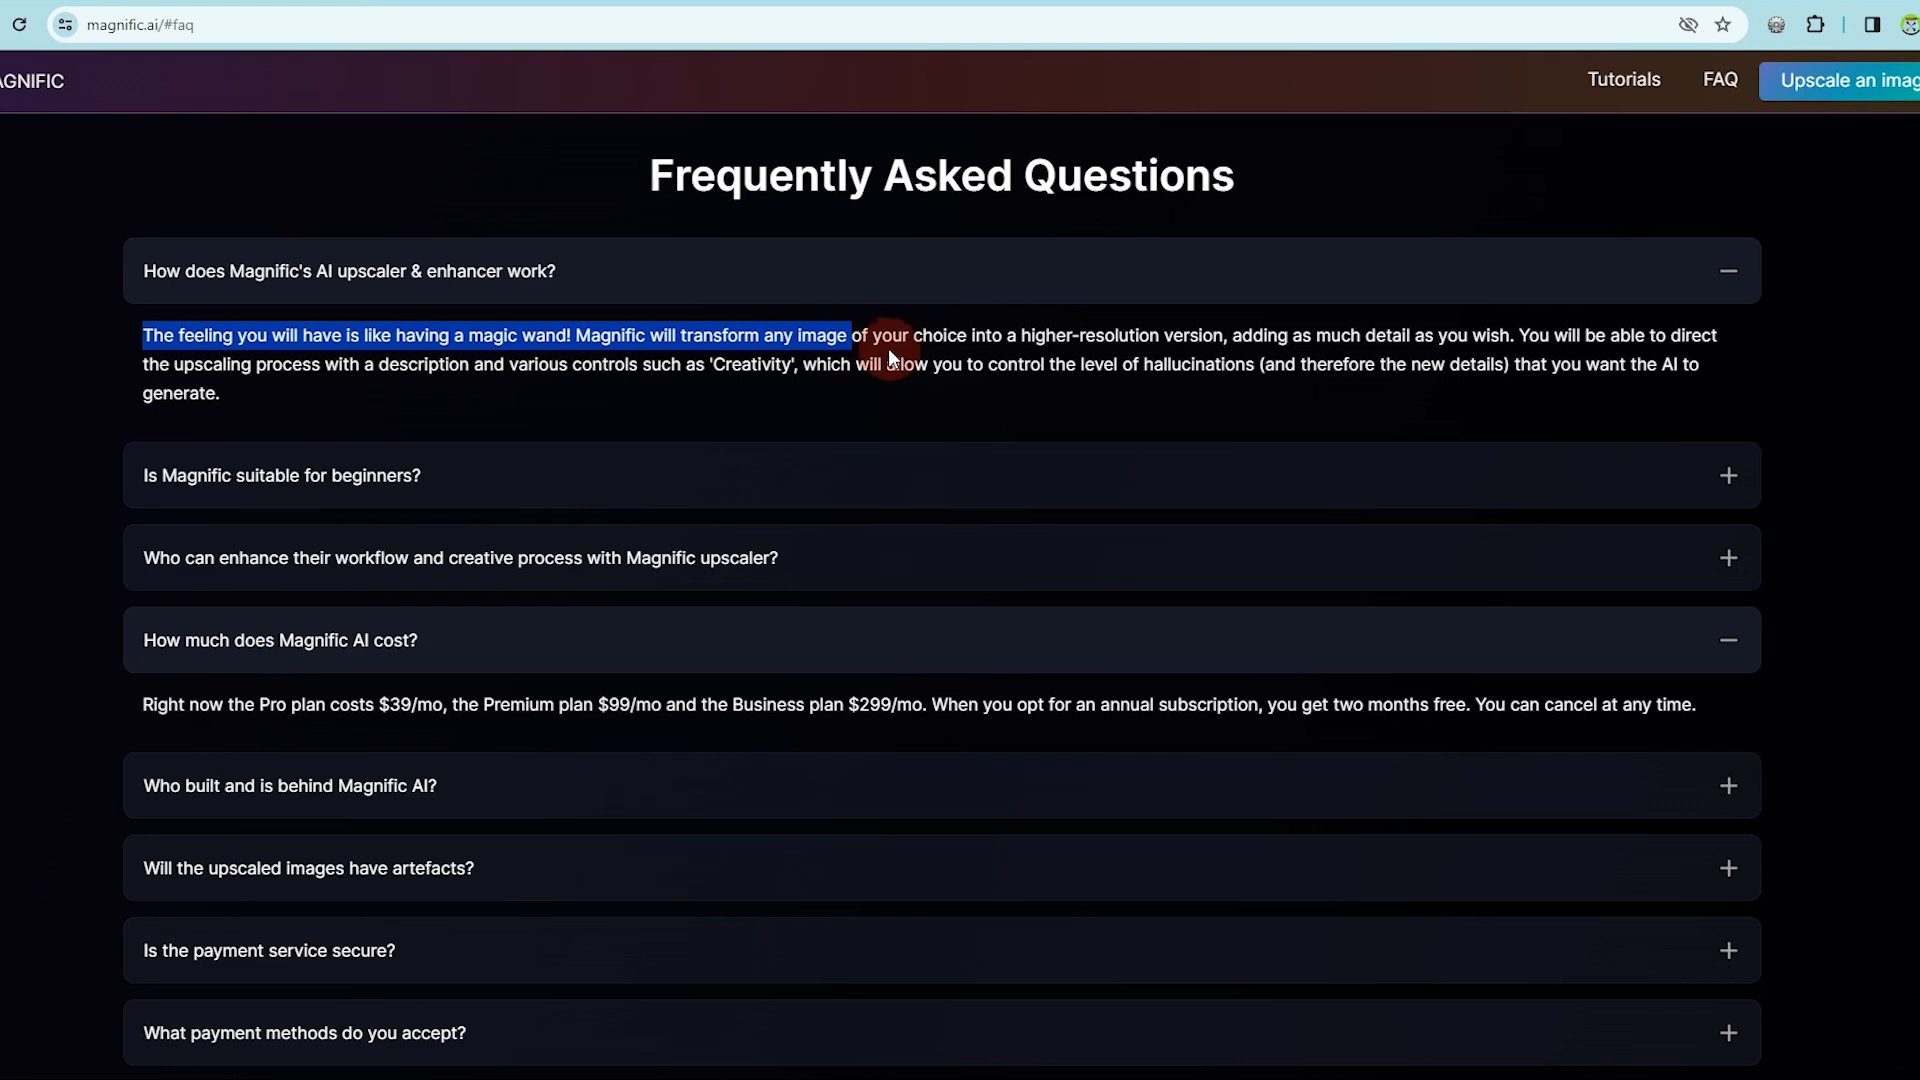 magnific.ai/#faq
AGNIFIC
Tutorials
FAQ
Upscale an imag
Frequently Asked Questions
How does Magnific's AI upscaler & enhancer work?
The feeling you will have is like having a magic wand! Magnific will transform any image of your choice into a higher-resolution version, adding as much detail as you wish. You will be able to direct
the upscaling process with a description and various controls such as 'Creativity', which will allow you to control the level of hallucinations (and therefore the new details) that you want the AI to
generate.
Is Magnific suitable for beginners?
Who can enhance their workflow and creative process with Magnific upscaler?
How much does Magnific AI cost?
Right now the Pro plan costs $39/mo, the Premium plan $99/mo and the Business plan $299/mo. When you opt for an annual subscription, you get two months free. You can cancel at any time.
Who built and is behind Magnific AI?
Will the upscaled images have artefacts?
Is the payment service secure?
What payment methods do you accept?